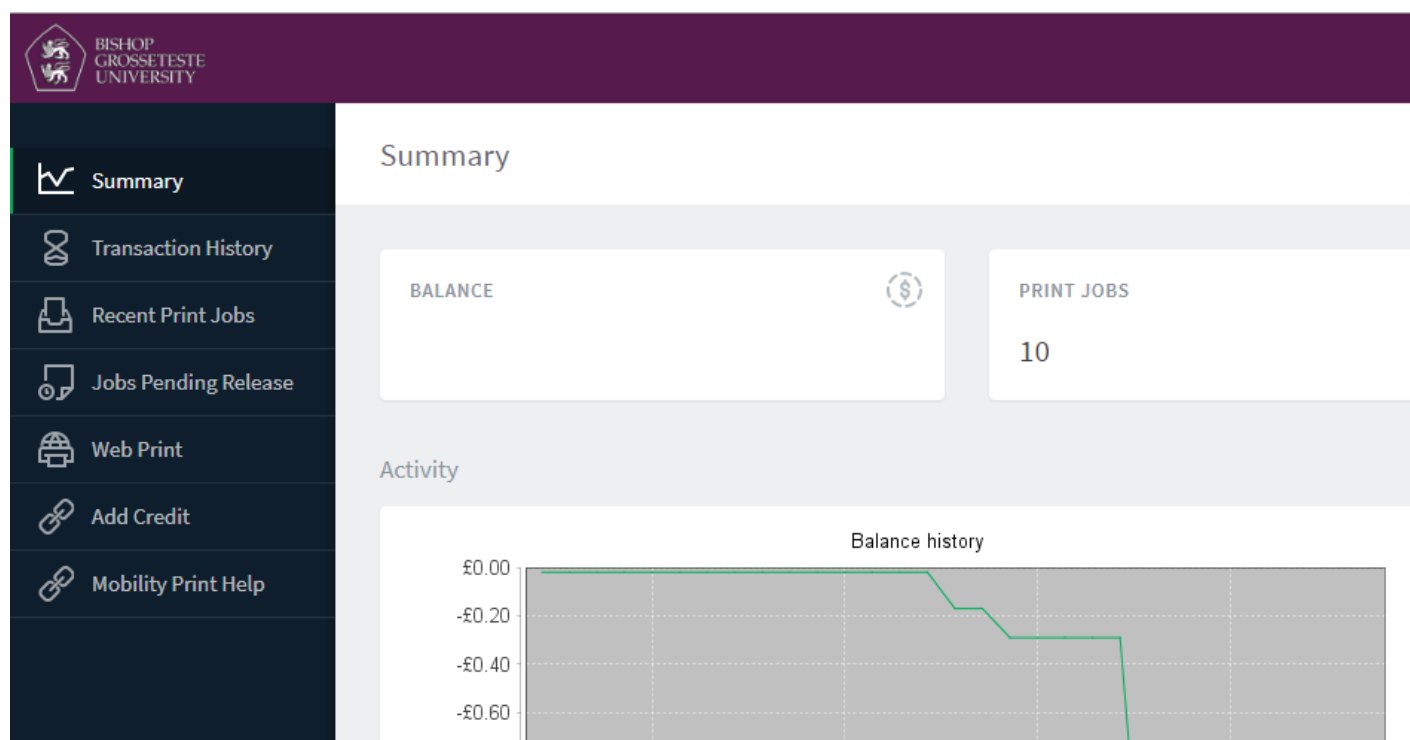 BISHOP
GROSSETESTE
UNIVERSITY
Summary
Transaction History
Recent Print Jobs
Jobs Pending Release
Web Print
Add Credit
Mobility Print Help
Summary
BALANCE
$
PRINT JOBS
10
Activity
Balance history
£0.00
-£0.20
-£0.40
-£0.60